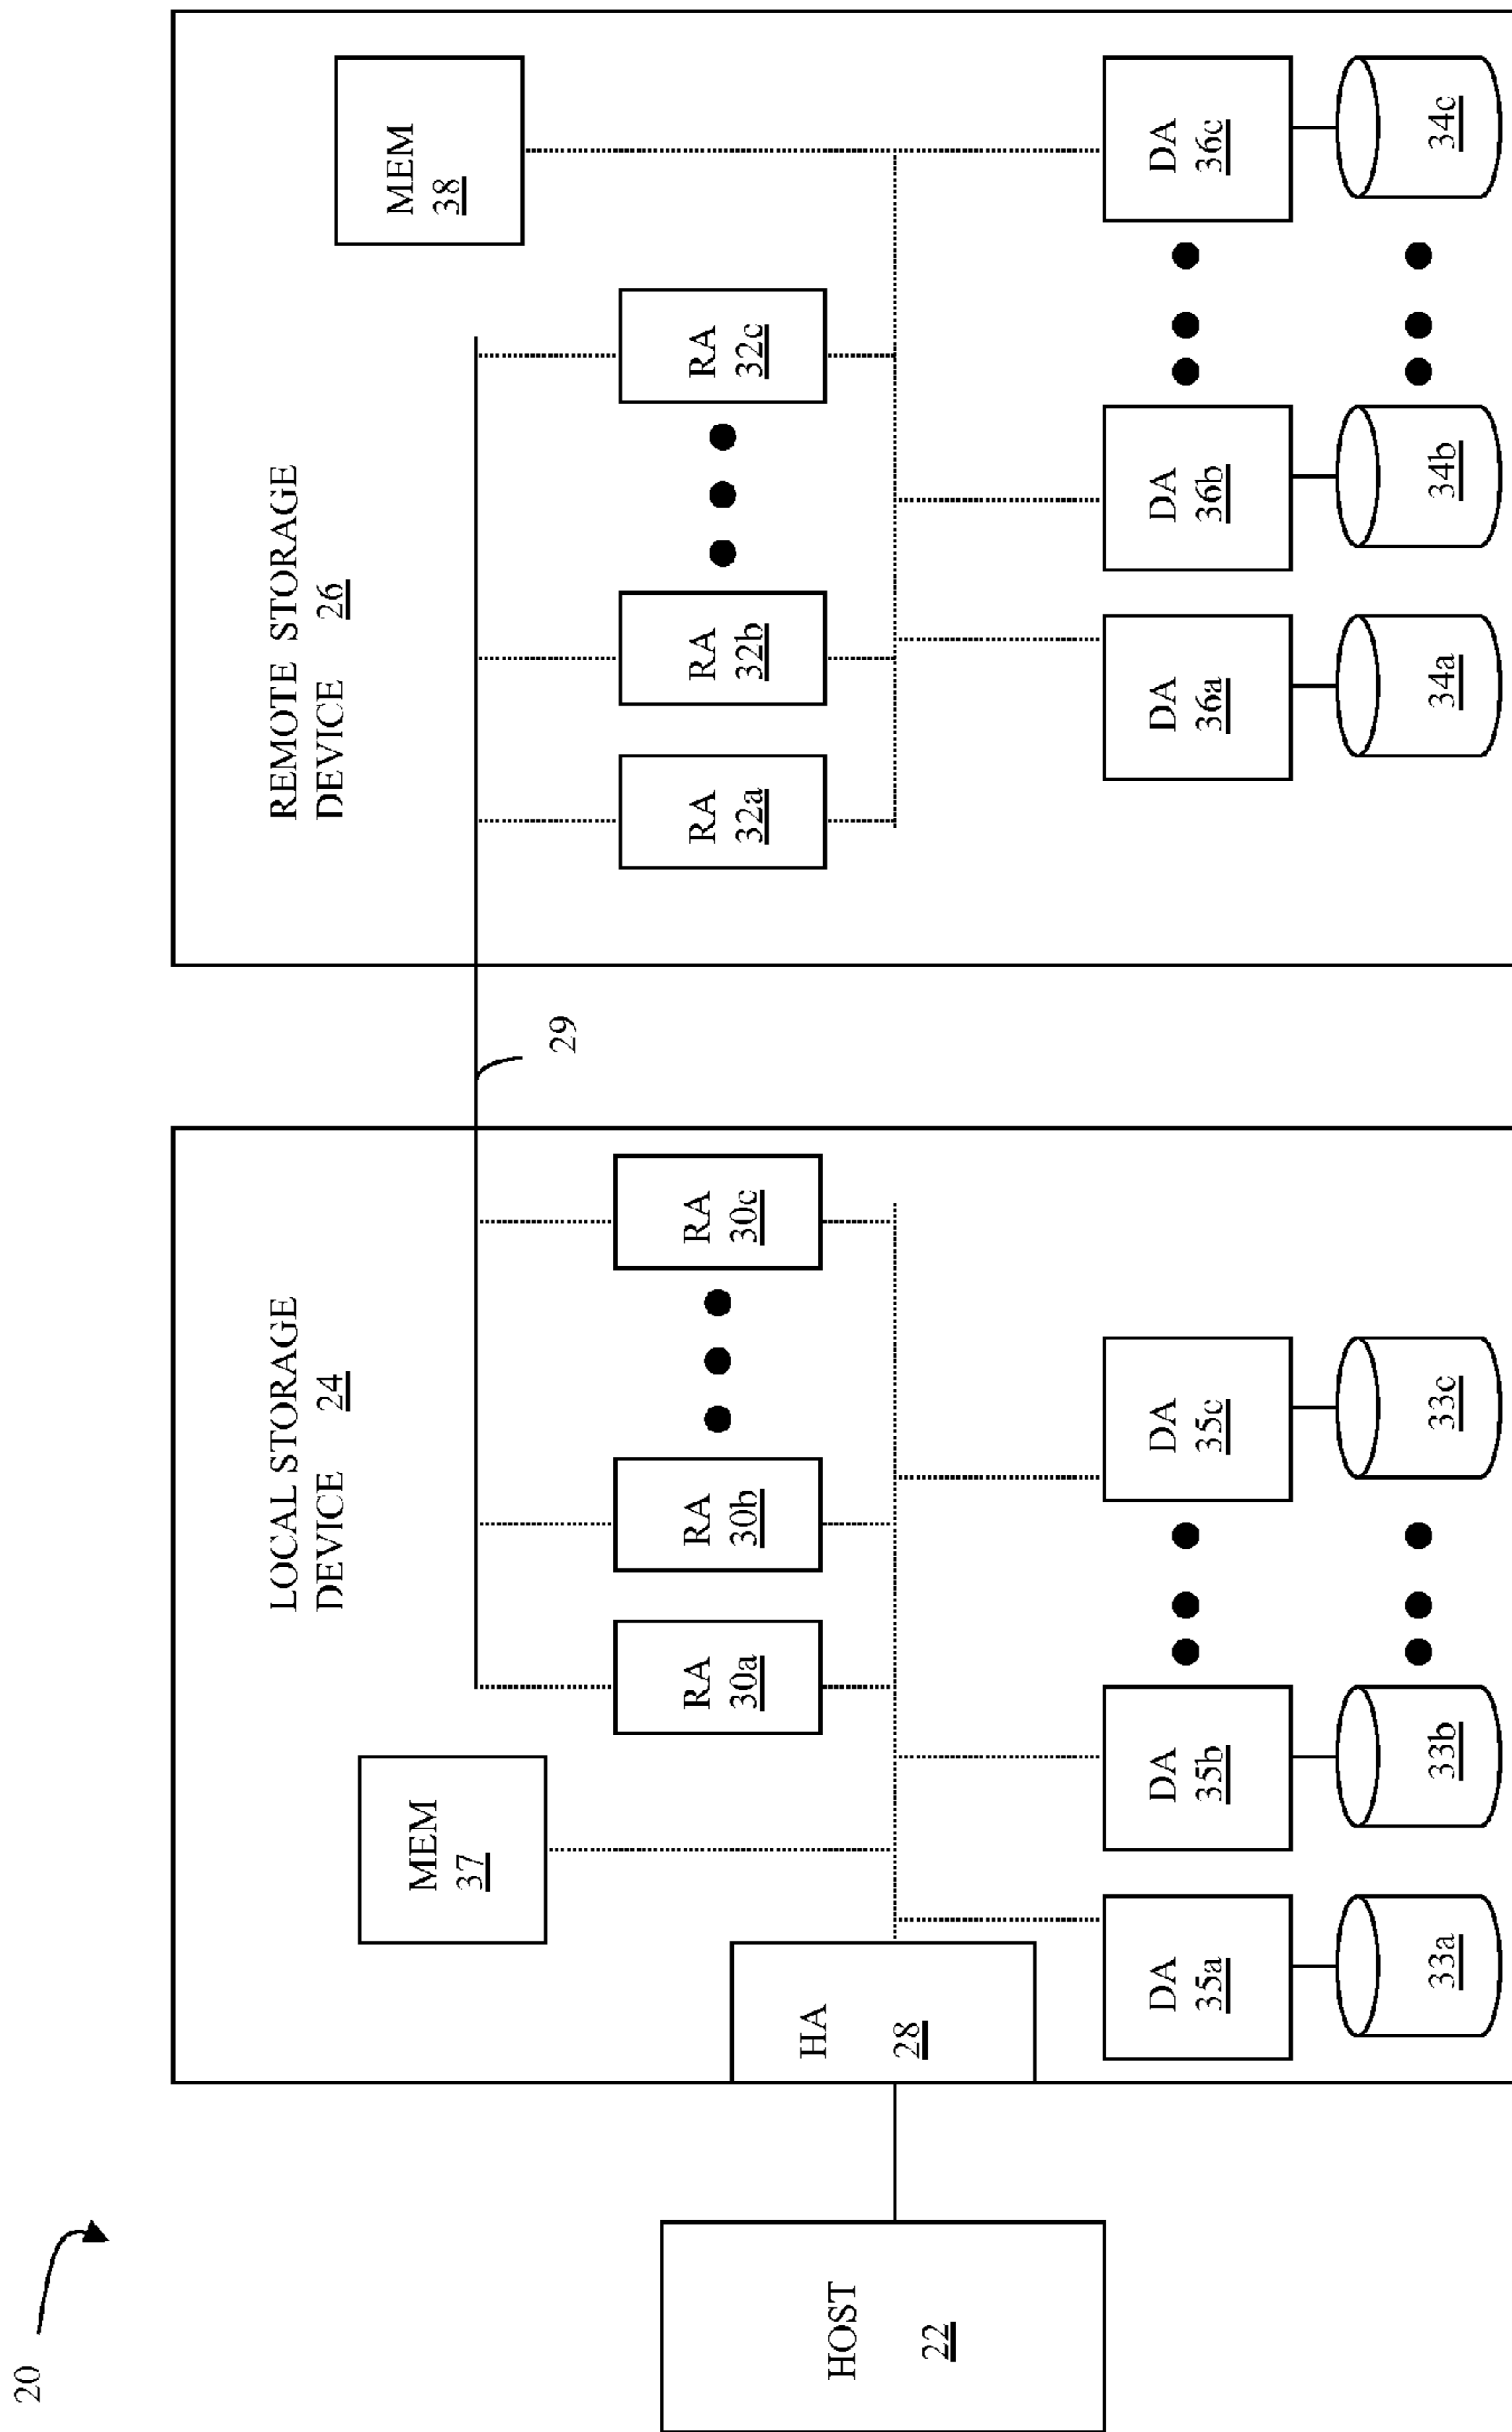 20
HOST
22
LOCAL STORAGE
DEVICE 24
MEM
37
HA
28
RA
30a
RA
30b
RA
30c
DA
35a
DA
35b
DA
35c
33a
33b
33c
29
REMOTE STORAGE
DEVICE 26
MEM
38
RA
32a
RA
32b
RA
32c
DA
36a
DA
36b
DA
36c
34a
34b
34c